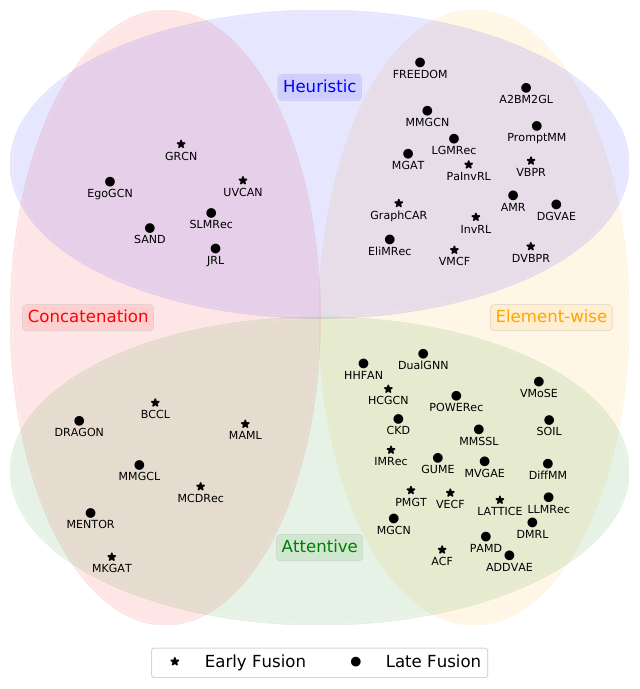 Heuristic
FREEDOM
A2BM2GL
MMGCN
PromptMM
LGMRec
GRCN
MGAT
PaInvRL
VBPR
EgoGCN
UVCAN
AMR
GraphCAR
DGVAE
SLMRec
InvRL
SAND
EliMRec
JRL
VMCF
DVBPR
Concatenation
Element-wise
DualGNN
HHFAN
VMoSE
HCGCN
POWERec
BCCL
DRAGON
MAML
CKD
SOIL
MMSSL
IMRec
GUME
MVGAE
DiffMM
MMGCL
MCDRec
PMGT
VECF
LATTICE
LLMRec
MENTOR
MGCN
DMRL
Attentive
PAMD
ACF
ADDVAE
MKGAT
Early Fusion
Late Fusion